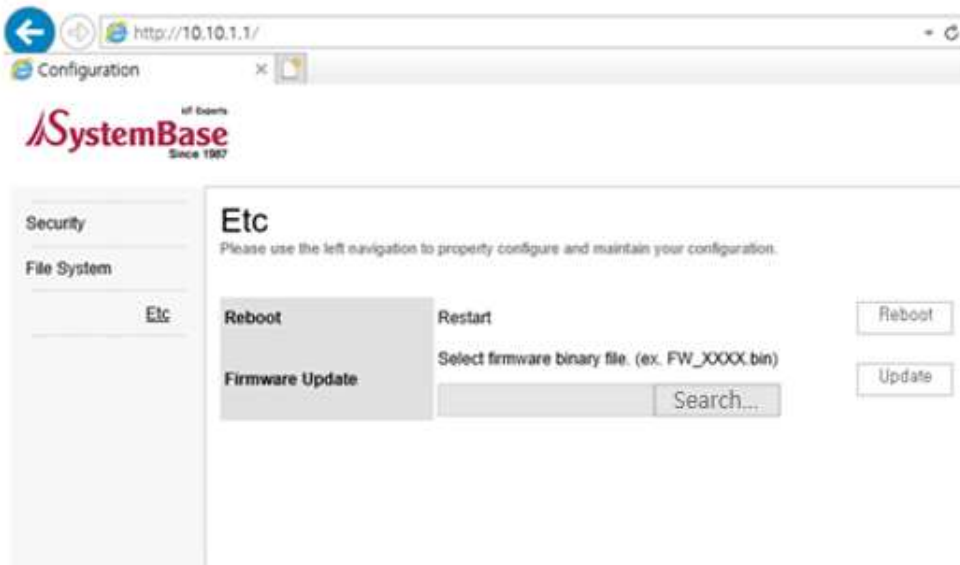 http://10.10.1.1/
Configuration
IoT Experts
SystemBase
Since 1987
Security
File System
Etc
Etc
Please use the left navigation to property configure and maintain your configuration.
Reboot
Restart
Reboot
Firmware Update
Select firmware binary file. (ex. FW_XXXX.bin)
Search...
Update